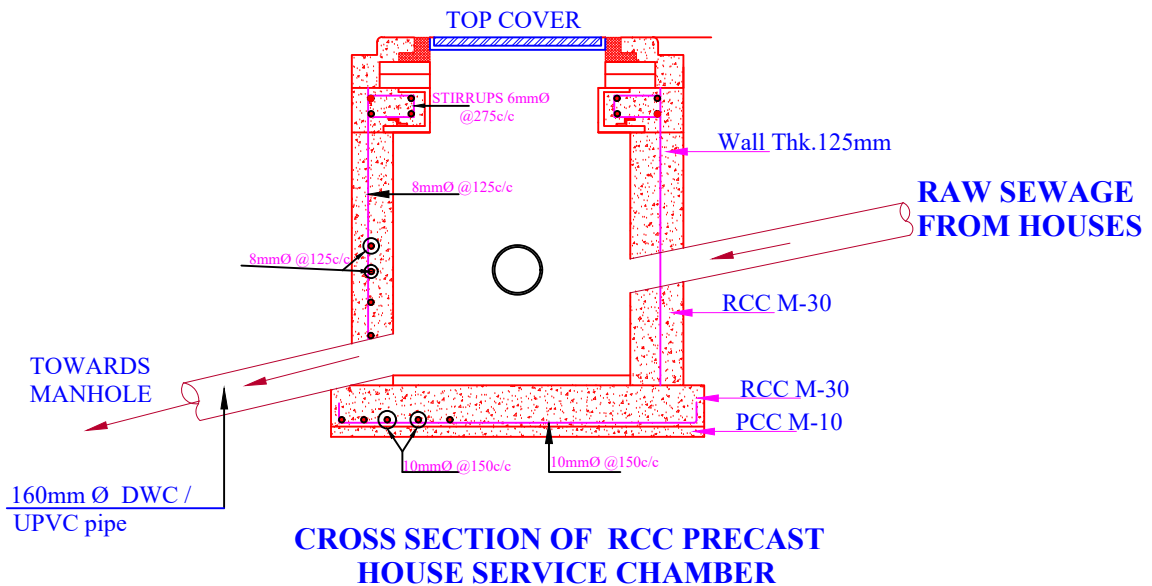 TOP COVER
STIRRUPS 6mmØ
@275c/c
Wall Thk.125mm
8mmØ @125c/c
RAW SEWAGE
FROM HOUSES
8mmØ @125c/c
RCC M-30
TOWARDS
MANHOLE
RCC M-30
PCC M-10
10mmØ @150c/c
10mmØ @150c/c
160mm Ø DWC /
UPVC pipe
CROSS SECTION OF RCC PRECAST
HOUSE SERVICE CHAMBER